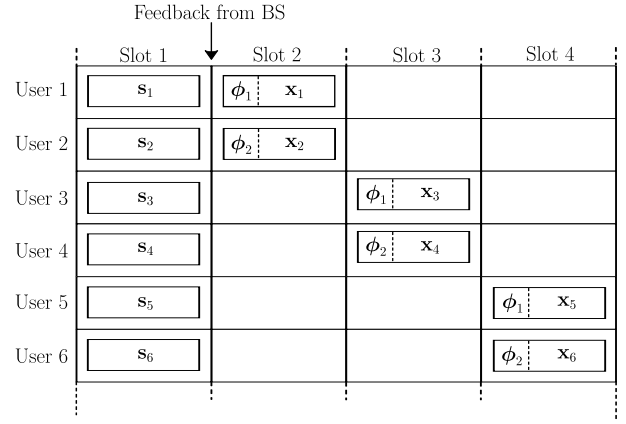 Feedback from BS
Slot 1 Slot 2 Slot 3 Slot 4
User 1 s₁ ϕ₁ x₁
User 2 s₂ ϕ₂ x₂
User 3 s₃ ϕ₁ x₃
User 4 s₄ ϕ₂ x₄
User 5 s₅ ϕ₁ x₅
User 6 s₆ ϕ₂ x₆